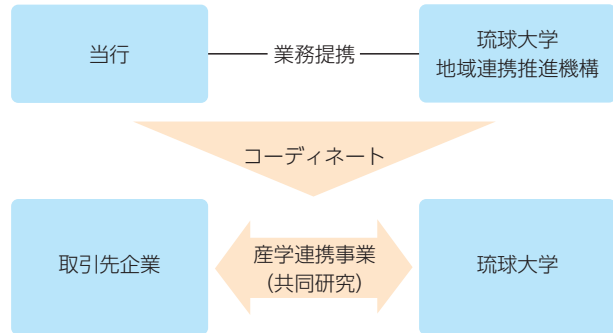 当行
業務提携
琉球大学
地域連携推進機構
コーディネート
取引先企業
産学連携事業
(共同研究)
琉球大学